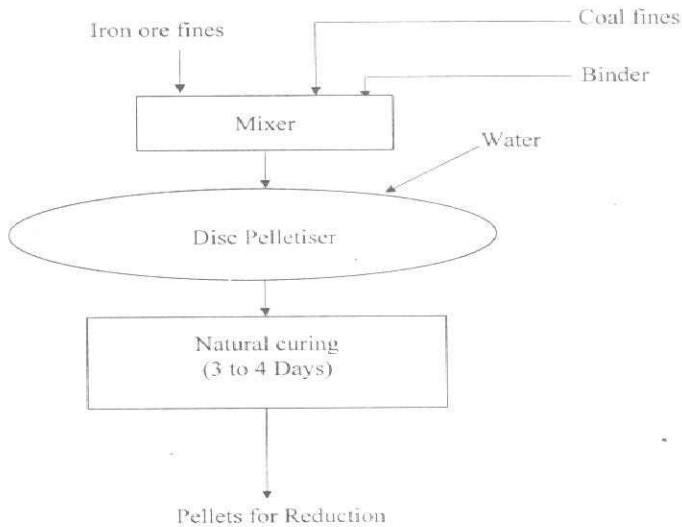 Coal fines
Iron ore fines
Binder
Mixer
Water
Disc Pelletiser
Natural curing
(3 to 4 Days)
Pellets for Reduction